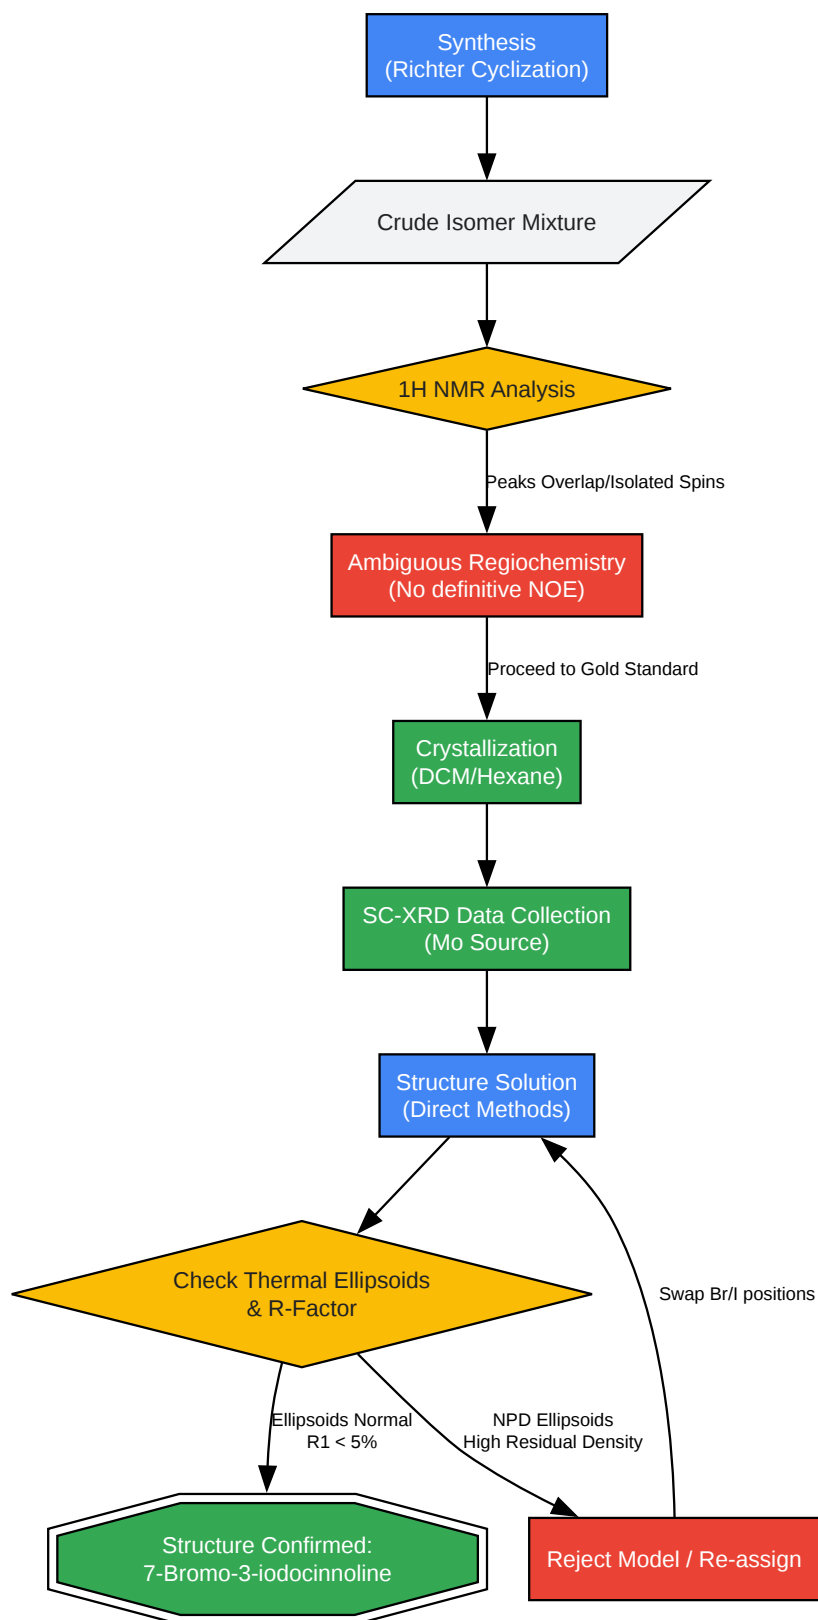 Synthesis
(Richter Cyclization)
Crude Isomer Mixture
1H NMR Analysis
Peaks Overlap/Isolated Spins
Ambiguous Regiochemistry
(No definitive NOE)
Proceed to Gold Standard
Crystallization
(DCM/Hexane)
SC-XRD Data Collection
(Mo Source)
Structure Solution
(Direct Methods)
Check Thermal Ellipsoids
& R-Factor
Swap Br/I positions
Ellipsoids Normal
R1 < 5%
NPD Ellipsoids
High Residual Density
Structure Confirmed:
7-Bromo-3-iodocinnoline
Reject Model / Re-assign